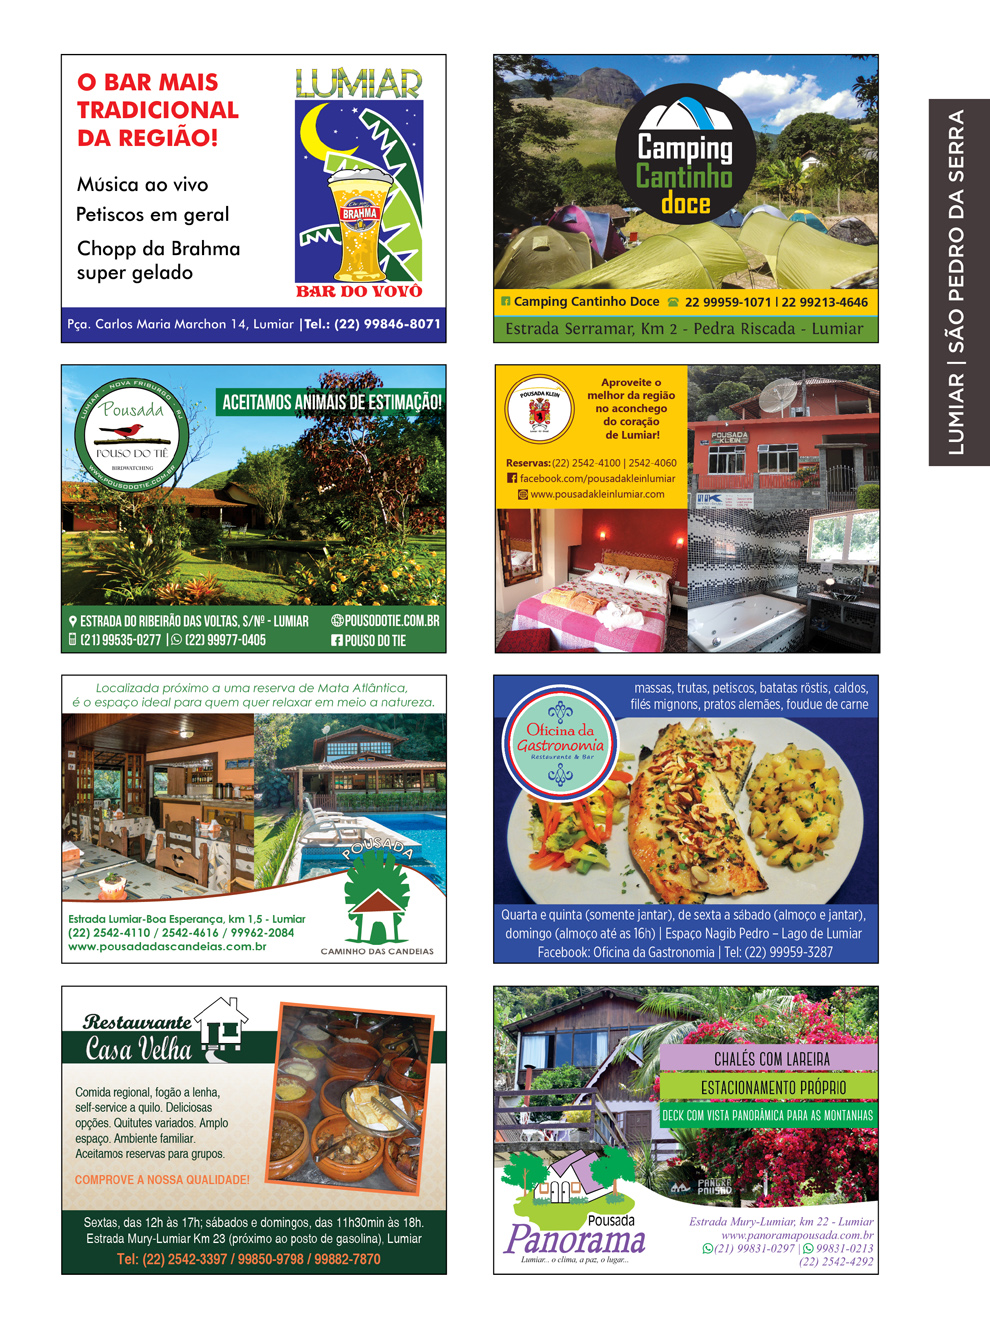 O BAR MAIS
TRADICIONAL
DA REGIÃO!
Música ao vivo
Petiscos em geral
Chopp da Brahma
super gelado
LUMIAR
BRAHMA
BAR DO VOVÔ
Pça. Carlos Maria Marchon 14, Lumiar | Tel.: (22) 99846-8071
Camping
Cantinho
doce
Camping Cantinho Doce 22 99959-1071 | 22 99213-4646
Estrada Serramar, Km 2 - Pedra Riscada - Lumiar
LUMIAR | SÃO PEDRO DA SERRA
LUMIAR - NOVA FRIBURGO - RJ
Pousada
POUSO DO TIÊ
BIRDWATCHING
WWW.POUSODOTIE.COM.BR
ACEITAMOS ANIMAIS DE ESTIMAÇÃO!
ESTRADA DO RIBEIRÃO DAS VOLTAS, S/Nº - LUMIAR
POUSODOTIE.COM.BR
(21) 99535-0277 | (22) 99977-0405
POUSO DO TIE
POUSADA KLEIN
Aproveite o
melhor da região
no aconchego
do coração
de Lumiar!
Reservas: (22) 2542-4100 | 2542-4060
facebook.com/pousadakleinlumiar
www.pousadakleinlumiar.com
POUSADA
KLEIN
Localizada próximo a uma reserva de Mata Atlântica,
é o espaço ideal para quem quer relaxar em meio a natureza.
POUSADA
CAMINHO DAS CANDEIAS
Estrada Lumiar-Boa Esperança, km 1,5 - Lumiar
(22) 2542-4110 / 2542-4616 / 99962-2084
www.pousadadascandeias.com.br
massas, trutas, petiscos, batatas röstis, caldos,
filés mignons, pratos alemães, foudue de carne
Oficina da
Gastronomia
Restaurante & Bar
Quarta e quinta (somente jantar), de sexta a sábado (almoço e jantar),
domingo (almoço até as 16h) | Espaço Nagib Pedro – Lago de Lumiar
Facebook: Oficina da Gastronomia | Tel: (22) 99959-3287
Restaurante
Casa Velha
Comida regional, fogão a lenha,
self-service a quilo. Deliciosas
opções. Quitutes variados. Amplo
espaço. Ambiente familiar.
Aceitamos reservas para grupos.
COMPROVE A NOSSA QUALIDADE!
Sextas, das 12h às 17h; sábados e domingos, das 11h30min às 18h.
Estrada Mury-Lumiar Km 23 (próximo ao posto de gasolina), Lumiar
Tel: (22) 2542-3397 / 99850-9798 / 99882-7870
CHALÉS COM LAREIRA
ESTACIONAMENTO PRÓPRIO
DECK COM VISTA PANORÂMICA PARA AS MONTANHAS
Pousada
Panorama
Lumiar... o clima, a paz, o lugar...
Estrada Mury-Lumiar, km 22 - Lumiar
www.panoramapousada.com.br
(21) 99831-0297 | 99831-0213
(22) 2542-4292